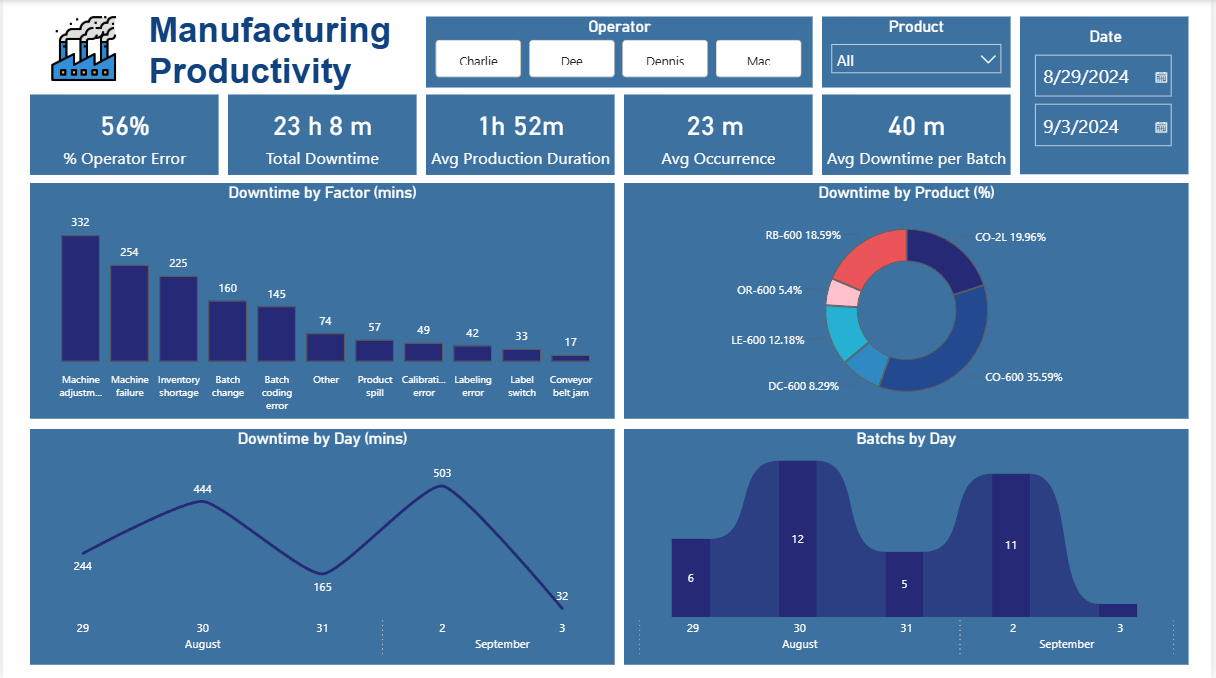 Manufacturing
Productivity
Operator
Charlie
Dee
Dennis
Mac
Product
All
Date
8/29/2024
9/3/2024
56%
% Operator Error
23 h 8 m
Total Downtime
1h 52m
Avg Production Duration
23 m
Avg Occurrence
40 m
Avg Downtime per Batch
Downtime by Factor (mins)
332
254
225
160
145
74
57
49
42
33
17
Machine
adjustm...
Machine
failure
Inventory
shortage
Batch
change
Batch
coding
error
Other
Product
spill
Calibrati...
error
Labeling
error
Label
switch
Conveyor
belt jam
Downtime by Product (%)
RB-600 18.59%
CO-2L 19.96%
OR-600 5.4%
LE-600 12.18%
DC-600 8.29%
CO-600 35.59%
Downtime by Day (mins)
244
444
165
503
32
29
30
31
2
3
August
September
Batchs by Day
6
12
5
11
29
30
31
2
3
August
September